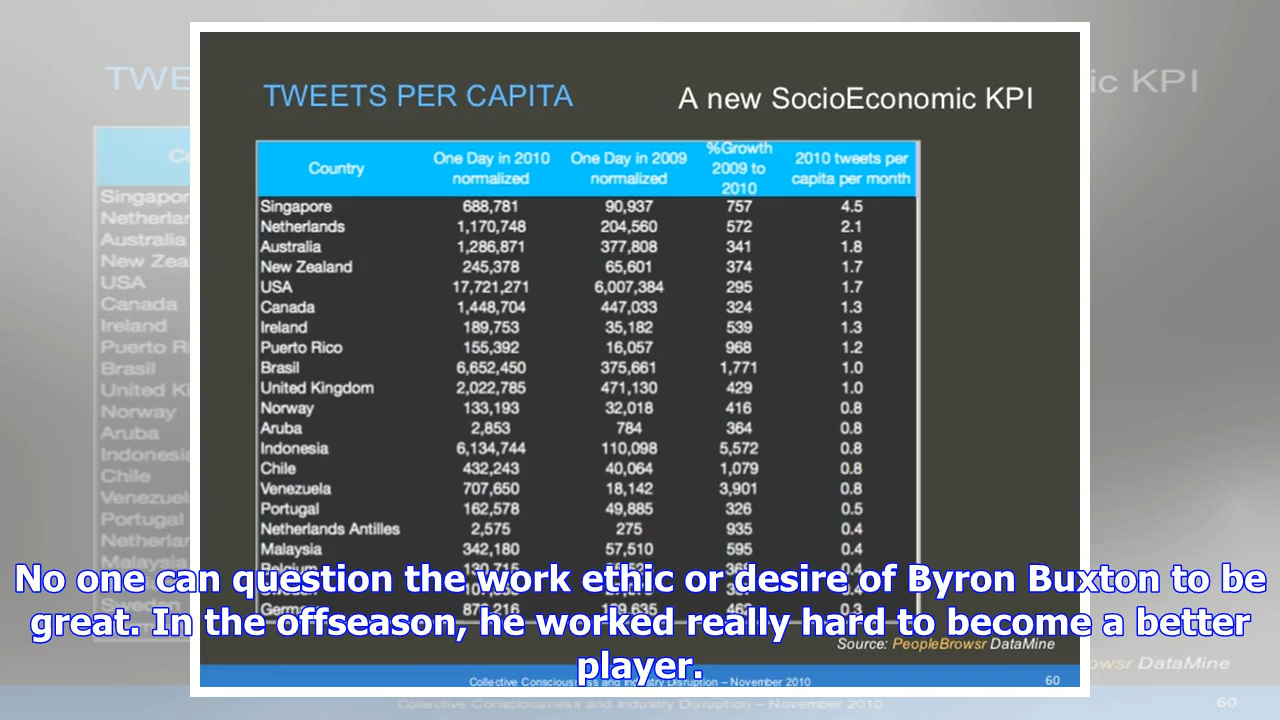 TWEETS PER CAPITA A new SocioEconomic KPI
Country One Day in 2010 normalized One Day in 2009 normalized %Growth 2009 to 2010 2010 tweets per capita per month
Singapore 688,781 90,937 757 4.5
Netherlands 1,170,748 204,560 572 2.1
Australia 1,286,871 377,808 341 1.8
New Zealand 245,378 65,601 374 1.7
USA 17,721,271 6,007,384 295 1.7
Canada 1,448,704 447,033 324 1.3
Ireland 189,753 35,182 539 1.3
Puerto Rico 155,392 16,057 968 1.2
Brasil 6,652,450 375,661 1,771 1.0
United Kingdom 2,022,785 471,130 429 1.0
Norway 133,193 32,018 416 0.8
Aruba 2,853 784 364 0.8
Indonesia 6,134,744 110,098 5,572 0.8
Chile 432,243 40,064 1,079 0.8
Venezuela 707,650 18,142 3,901 0.8
Portugal 162,578 49,885 326 0.5
Netherlands Antilles 2,575 275 935 0.4
Malaysia 342,180 57,510 595 0.4
No one can question the work ethic or desire of Byron Buxton to be
great. In the offseason, he worked really hard to become a better
player.
Source: PeopleBrowsr DataMine
Collective Consciousness and Industry Disruption – November 2010 60